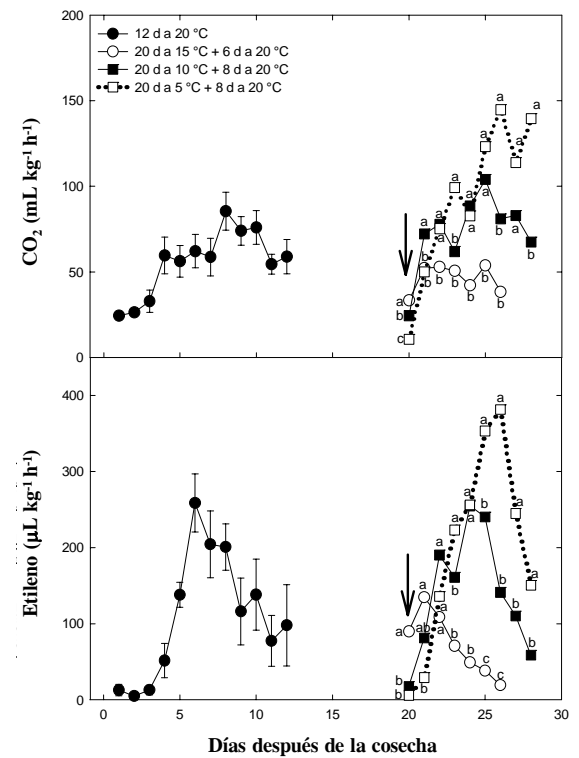 12 d a 20 °C
20 d a 15 °C + 6 d a 20 °C
20 d a 10 °C + 8 d a 20 °C
20 d a 5 °C + 8 d a 20 °C
CO2 (mL kg-1 h-1)
200
150
100
50
0
a a a a a a a a
a a a a a b a b
a b b b b b b
a b c
Etileno (µL kg-1 h-1)
400
300
200
100
0
a a a a a a a
a a b b b b b
a a ab a b b c c
b b b
0 5 10 15 20 25 30
Días después de la cosecha